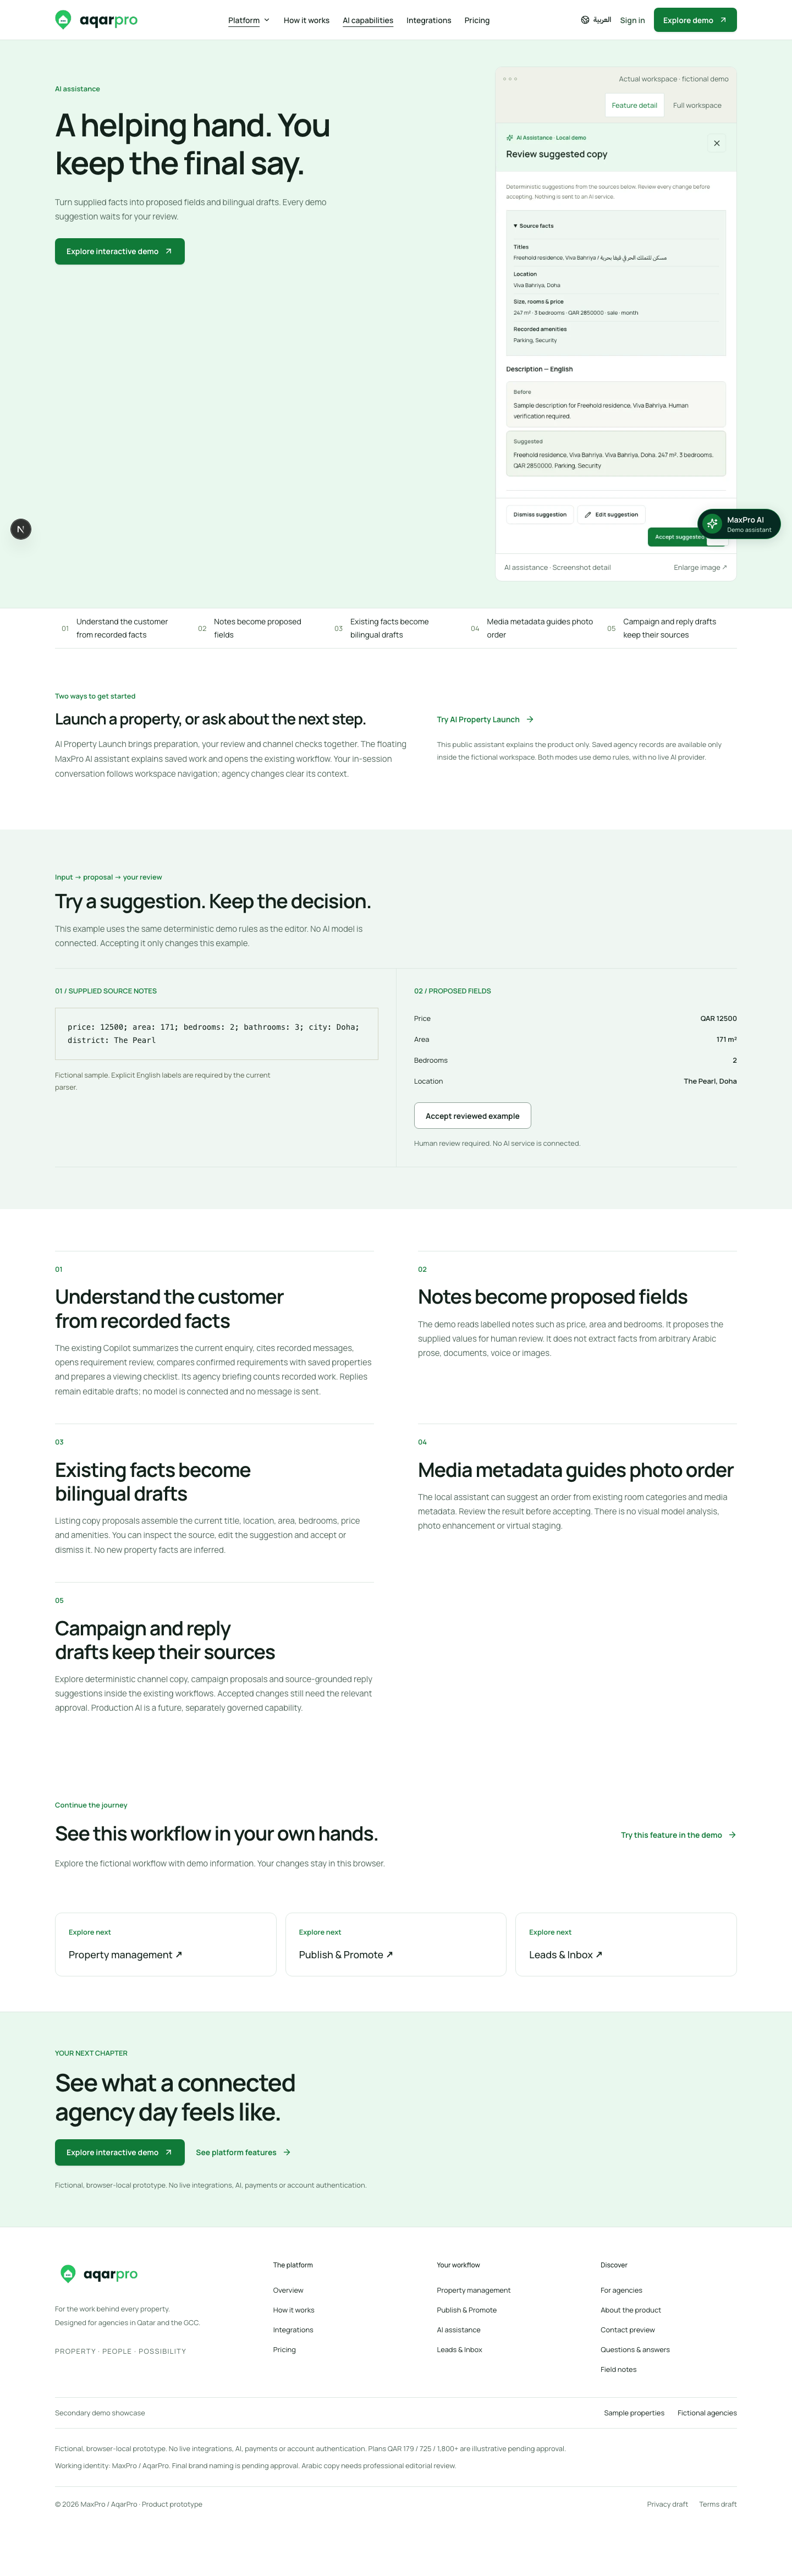 aqarpro
Platform
How it works
AI capabilities
Integrations
Pricing
العربية
Sign in
Explore demo
AI assistance
A helping hand. You
keep the final say.
Turn supplied facts into proposed fields and bilingual drafts. Every demo
suggestion waits for your review.
Explore interactive demo
Actual workspace · fictional demo
Feature detail
Full workspace
AI Assistance · Local demo
Review suggested copy
Deterministic suggestions from the sources below. Review every change before
accepting. Nothing is sent to an AI service.
Source facts
Titles
Freehold residence, Viva Bahriya / مسكن للتملك الحر في فيفا بحرية
Location
Viva Bahriya, Doha
Size, rooms & price
247 m² · 3 bedrooms · QAR 2850000 · sale · month
Recorded amenities
Parking, Security
Description — English
Before
Sample description for Freehold residence, Viva Bahriya. Human
verification required.
Suggested
Freehold residence, Viva Bahriya. Viva Bahriya, Doha. 247 m². 3 bedrooms.
QAR 2850000. Parking, Security
Dismiss suggestion
Edit suggestion
Accept suggested
MaxPro AI
Demo assistant
N
AI assistance · Screenshot detail
Enlarge image ↗
01
Understand the customer
from recorded facts
02
Notes become proposed
fields
03
Existing facts become
bilingual drafts
04
Media metadata guides photo
order
05
Campaign and reply drafts
keep their sources
Two ways to get started
Launch a property, or ask about the next step.
AI Property Launch brings preparation, your review and channel checks together. The floating
MaxPro AI assistant explains saved work and opens the existing workflow. Your in-session
conversation follows workspace navigation; agency changes clear its context.
Try AI Property Launch →
This public assistant explains the product only. Saved agency records are available only
inside the fictional workspace. Both modes use demo rules, with no live AI provider.
Input → proposal → your review
Try a suggestion. Keep the decision.
This example uses the same deterministic demo rules as the editor. No AI model is
connected. Accepting it only changes this example.
01 / SUPPLIED SOURCE NOTES
price: 12500; area: 171; bedrooms: 2; bathrooms: 3; city: Doha;
district: The Pearl
Fictional sample. Explicit English labels are required by the current
parser.
02 / PROPOSED FIELDS
Price
QAR 12500
Area
171 m²
Bedrooms
2
Location
The Pearl, Doha
Accept reviewed example
Human review required. No AI service is connected.
01
Understand the customer
from recorded facts
The existing Copilot summarizes the current enquiry, cites recorded messages,
opens requirement review, compares confirmed requirements with saved properties
and prepares a viewing checklist. Its agency briefing counts recorded work. Replies
remain editable drafts; no model is connected and no message is sent.
02
Notes become proposed fields
The demo reads labelled notes such as price, area and bedrooms. It proposes the
supplied values for human review. It does not extract facts from arbitrary Arabic
prose, documents, voice or images.
03
Existing facts become
bilingual drafts
Listing copy proposals assemble the current title, location, area, bedrooms, price
and amenities. You can inspect the source, edit the suggestion and accept or
dismiss it. No new property facts are inferred.
04
Media metadata guides photo order
The local assistant can suggest an order from existing room categories and media
metadata. Review the result before accepting. There is no visual model analysis,
photo enhancement or virtual staging.
05
Campaign and reply
drafts keep their sources
Explore deterministic channel copy, campaign proposals and source-grounded reply
suggestions inside the existing workflows. Accepted changes still need the relevant
approval. Production AI is a future, separately governed capability.
Continue the journey
See this workflow in your own hands.
Explore the fictional workflow with demo information. Your changes stay in this browser.
Try this feature in the demo →
Explore next
Property management ↗
Explore next
Publish & Promote ↗
Explore next
Leads & Inbox ↗
YOUR NEXT CHAPTER
See what a connected
agency day feels like.
Explore interactive demo
See platform features →
Fictional, browser-local prototype. No live integrations, AI, payments or account authentication.
aqarpro
For the work behind every property.
Designed for agencies in Qatar and the GCC.
PROPERTY · PEOPLE · POSSIBILITY
The platform
Overview
How it works
Integrations
Pricing
Your workflow
Property management
Publish & Promote
AI assistance
Leads & Inbox
Discover
For agencies
About the product
Contact preview
Questions & answers
Field notes
Secondary demo showcase
Sample properties
Fictional agencies
Fictional, browser-local prototype. No live integrations, AI, payments or account authentication. Plans QAR 179 / 725 / 1,800+ are illustrative pending approval.
Working identity: MaxPro / AqarPro. Final brand naming is pending approval. Arabic copy needs professional editorial review.
© 2026 MaxPro / AqarPro · Product prototype
Privacy draft
Terms draft